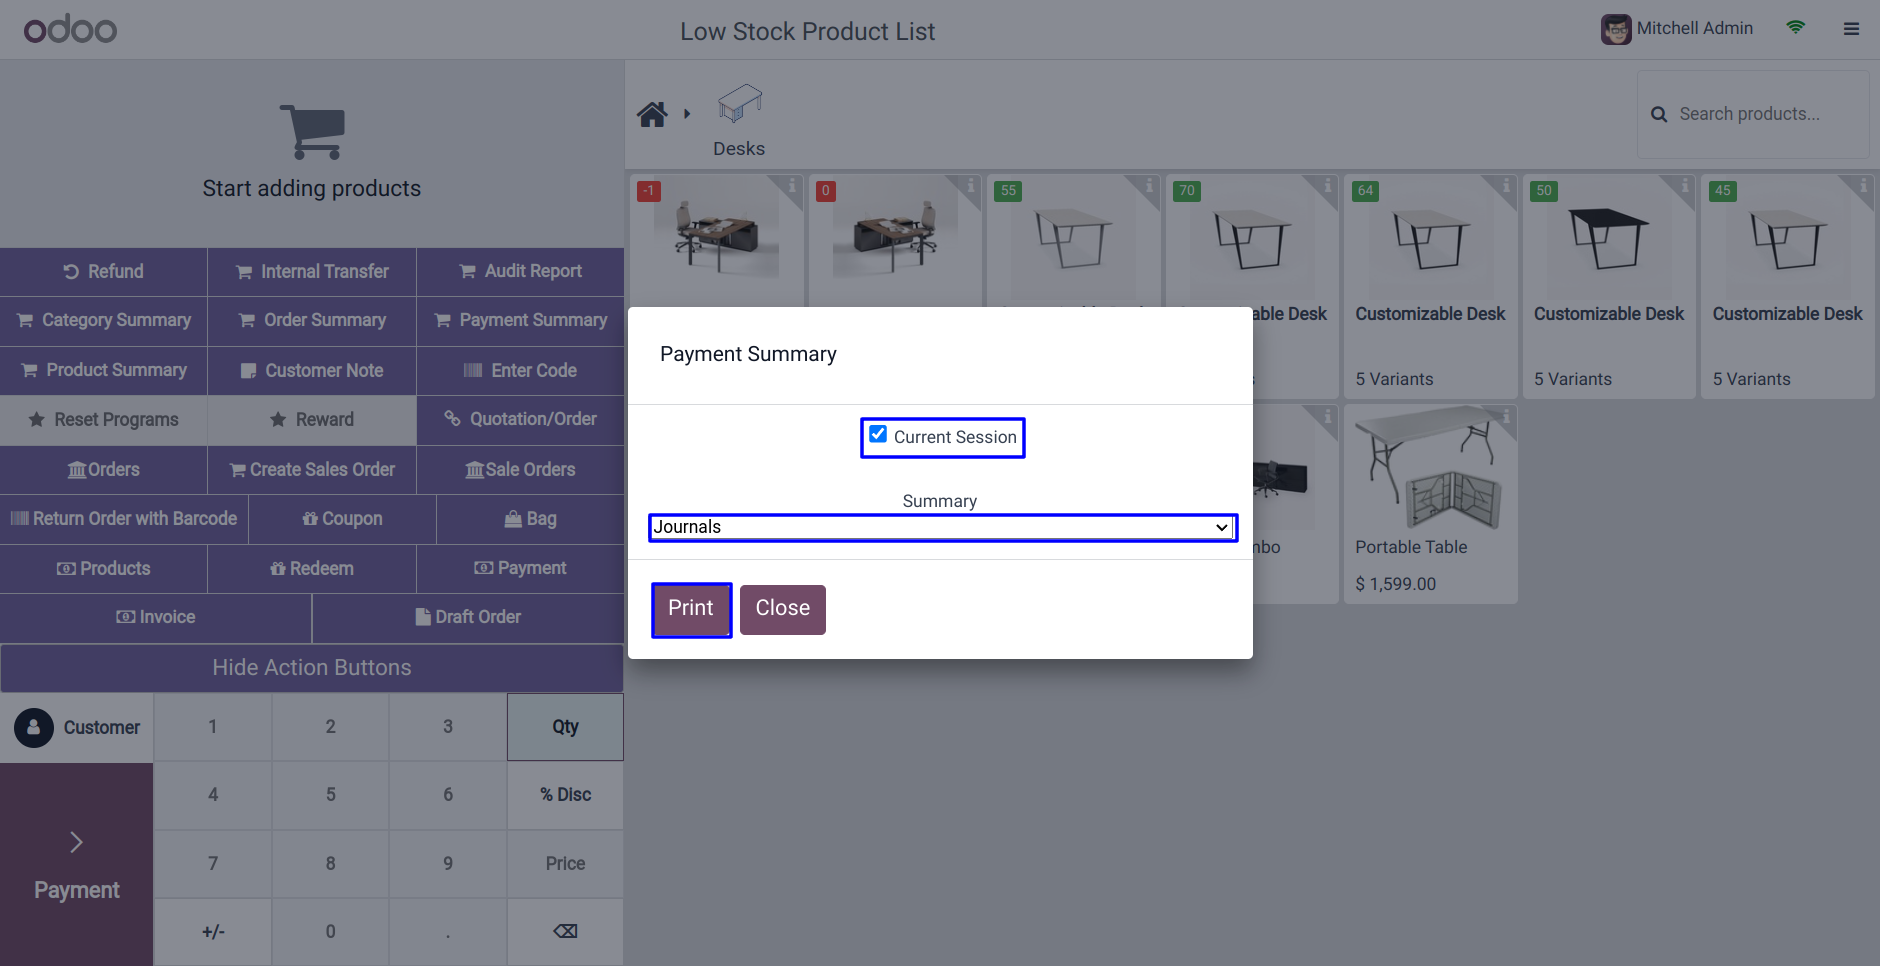 odoo
Low Stock Product List
Mitchell Admin
Start adding products
Desks
Search products...
Refund
Internal Transfer
Audit Report
Category Summary
Order Summary
Payment Summary
Product Summary
Customer Note
Enter Code
Reset Programs
Reward
Quotation/Order
Orders
Create Sales Order
Sale Orders
Return Order with Barcode
Coupon
Bag
Products
Redeem
Payment
Invoice
Draft Order
Hide Action Buttons
Customer
1
2
3
Qty
4
5
6
% Disc
7
8
9
Price
+/-
0
.
Payment
-1
0
55
70
64
50
45
Customizable Desk
Customizable Desk
Customizable Desk
5 Variants
5 Variants
5 Variants
Portable Table
$ 1,599.00
Payment Summary
Current Session
Summary
Journals
Print
Close